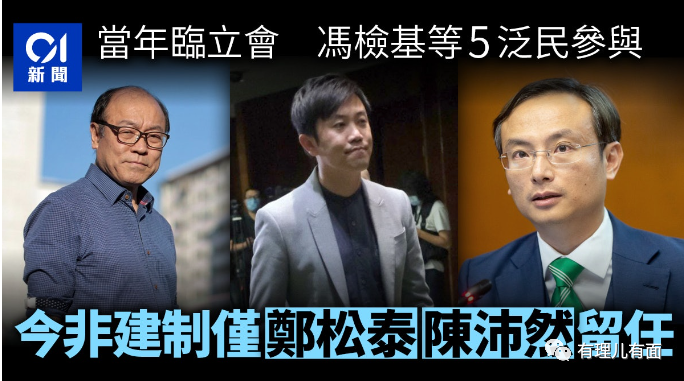 01
新聞
當年臨立會 馮檢基等5泛民參與
今非建制僅鄭松泰陳沛然留任
有理儿有面